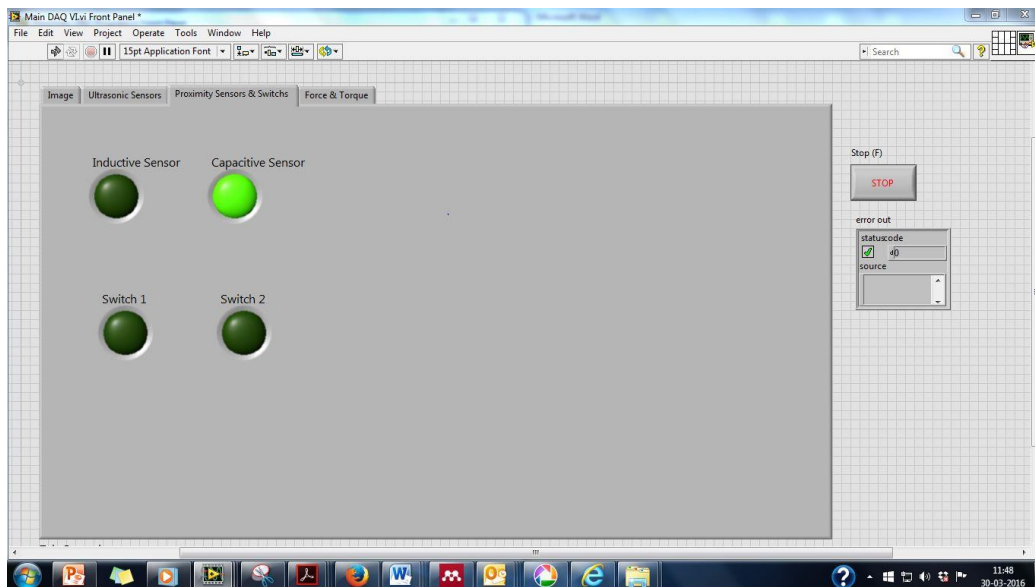 Main DAQ VI.vi Front Panel *
File Edit View Project Operate Tools Window Help
15pt Application Font
Search
Image Ultrasonic Sensors Proximity Sensors & Switchs Force & Torque
Inductive Sensor Capacitive Sensor
Switch 1 Switch 2
Stop (F)
STOP
error out
status code
d0
source
11:48
30-03-2016